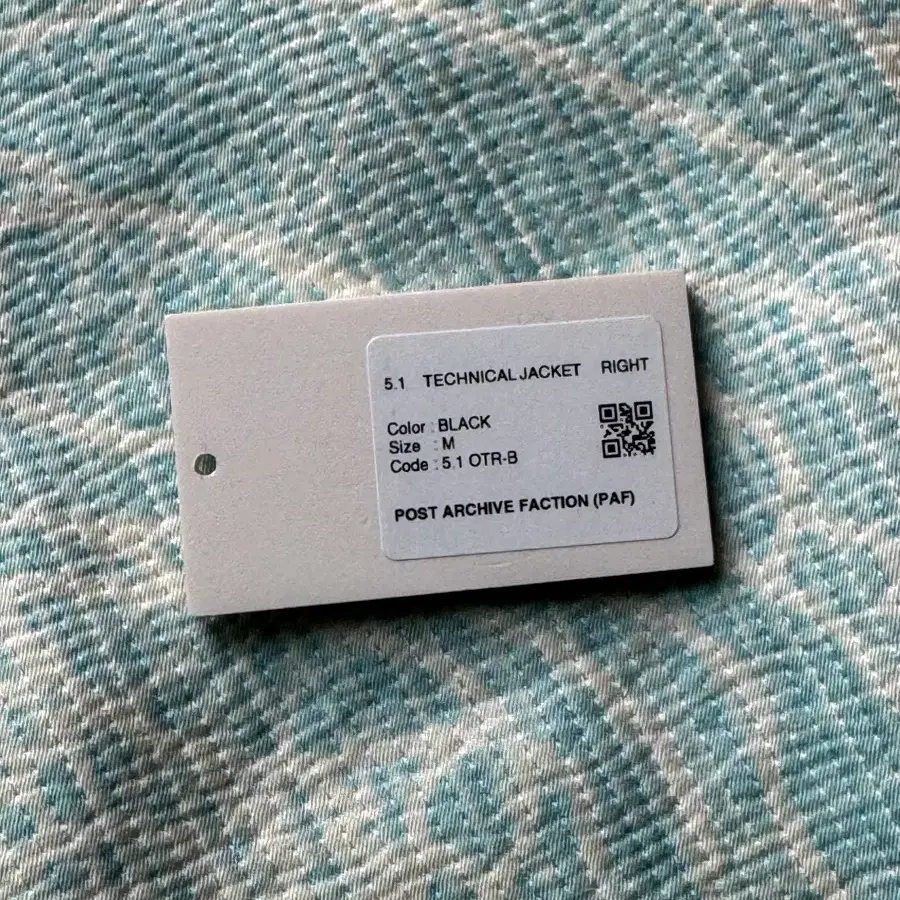 5.1 TECHNICAL JACKET RIGHT
Color : BLACK
Size : M
Code : 5.1 OTR-B
POST ARCHIVE FACTION (PAF)